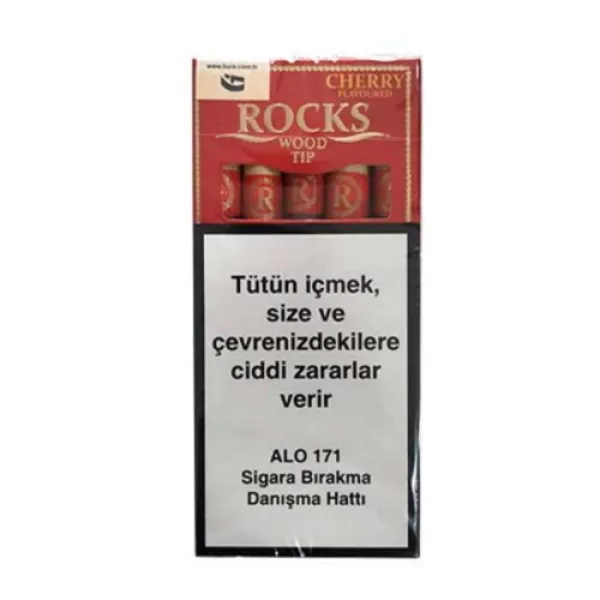 CHERRY
FLAVOURED
ROCKS
WOOD
TIP
R R R
Tütün içmek,
size ve
çevrenizdekilere
ciddi zararlar
verir
ALO 171
Sigara Bırakma
Danışma Hattı